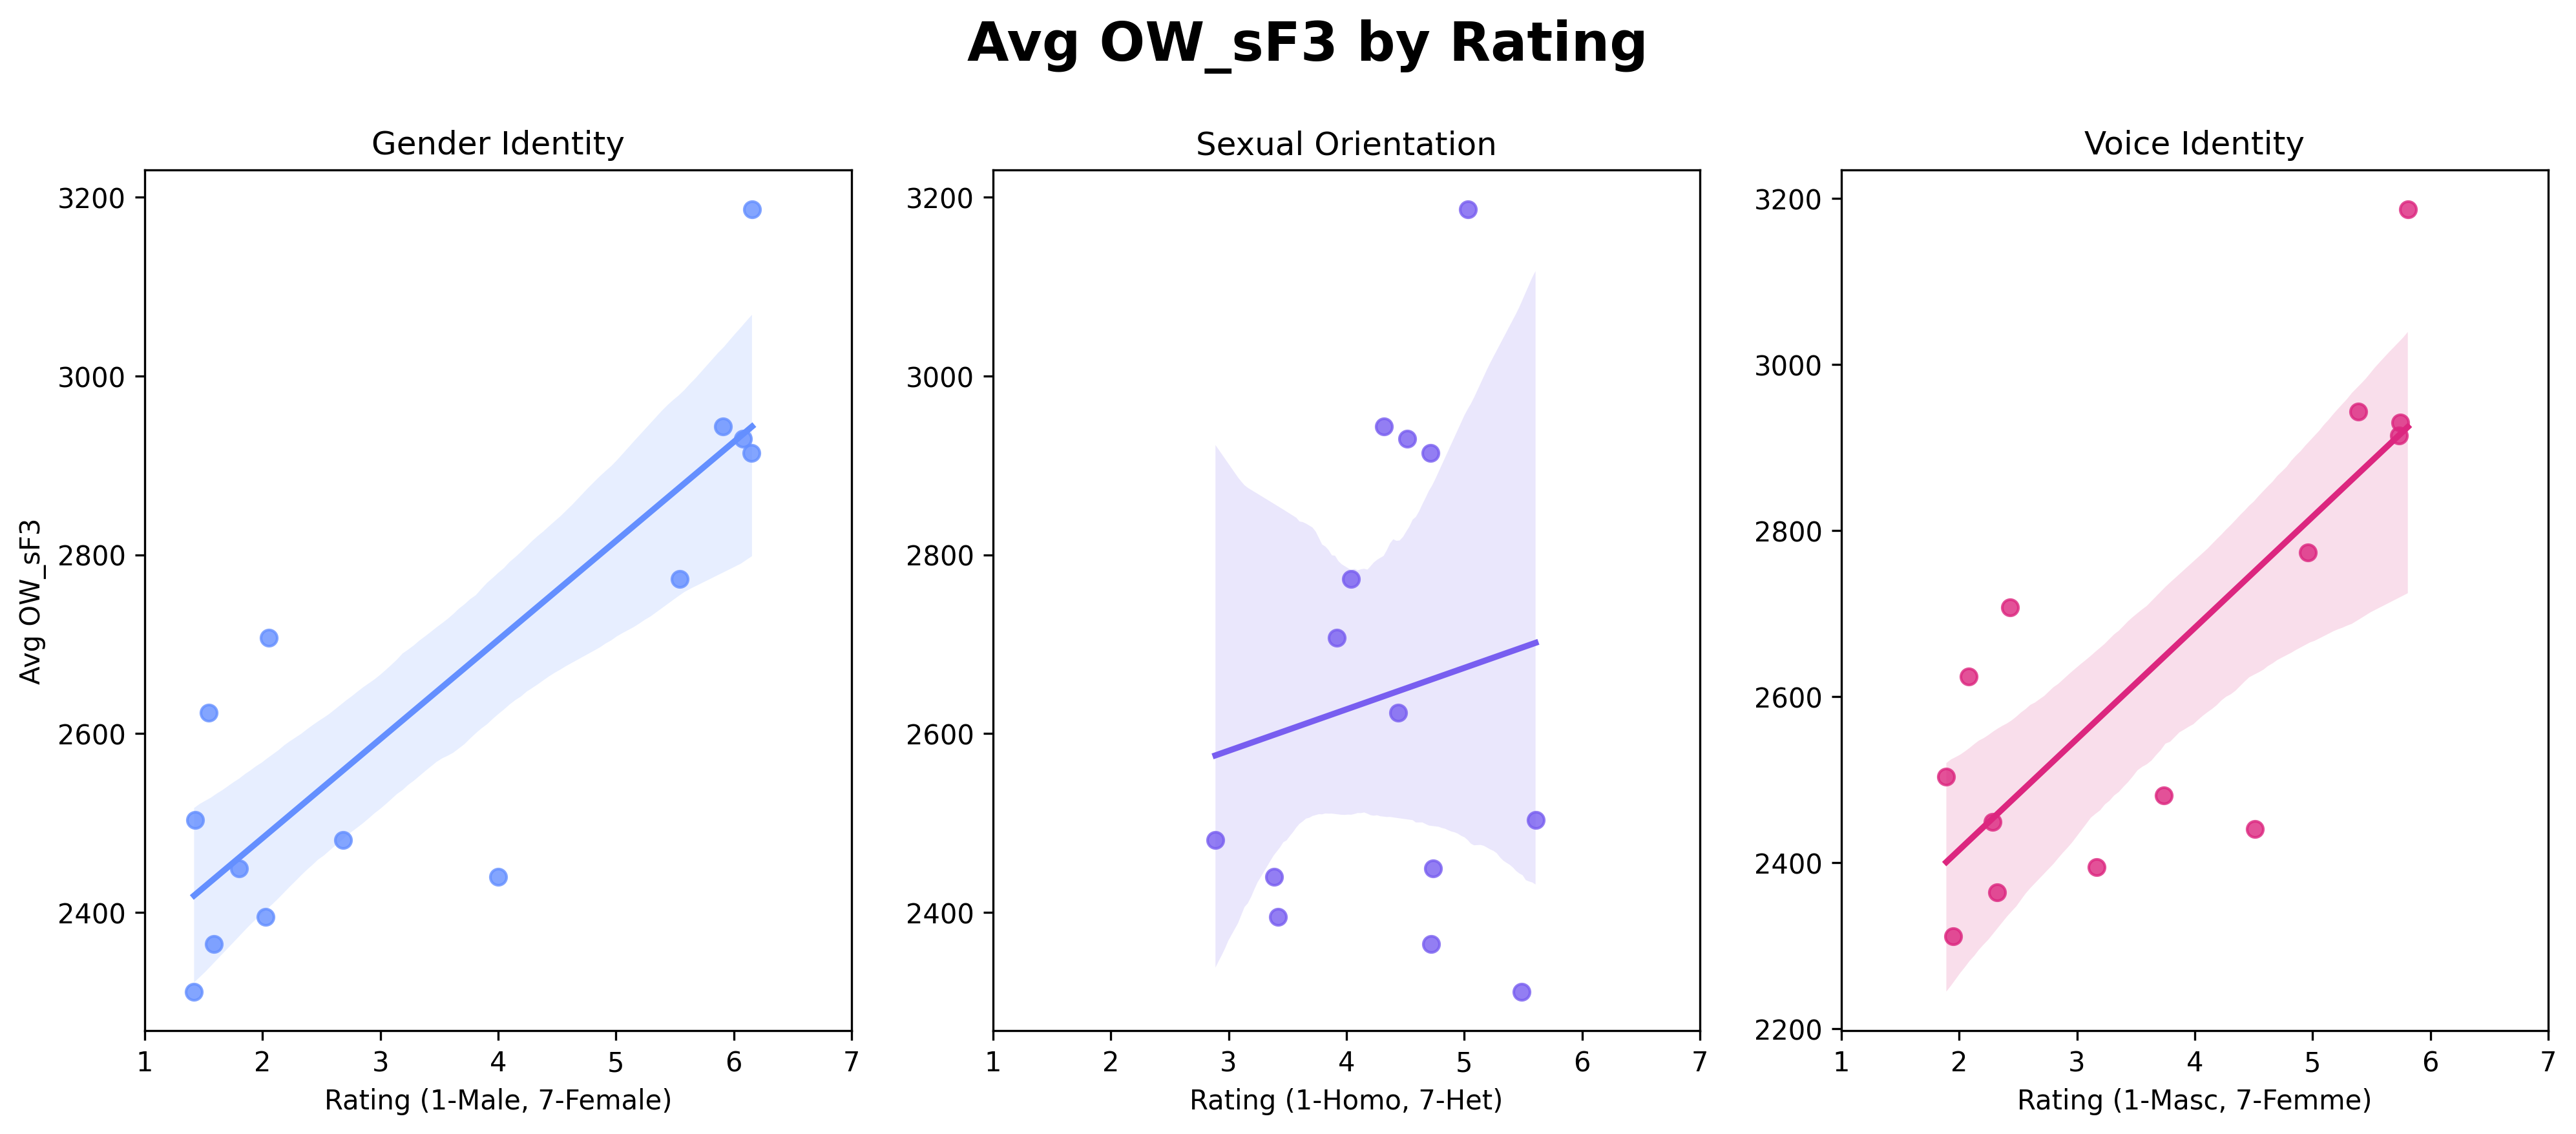 Avg OW_sF3 by Rating
Gender Identity
Avg OW_sF3
3200
3000
2800
2600
2400
1 2 3 4 5 6 7
Rating (1-Male, 7-Female)
Sexual Orientation
3200
3000
2800
2600
2400
1 2 3 4 5 6 7
Rating (1-Homo, 7-Het)
Voice Identity
3200
3000
2800
2600
2400
2200
1 2 3 4 5 6 7
Rating (1-Masc, 7-Femme)